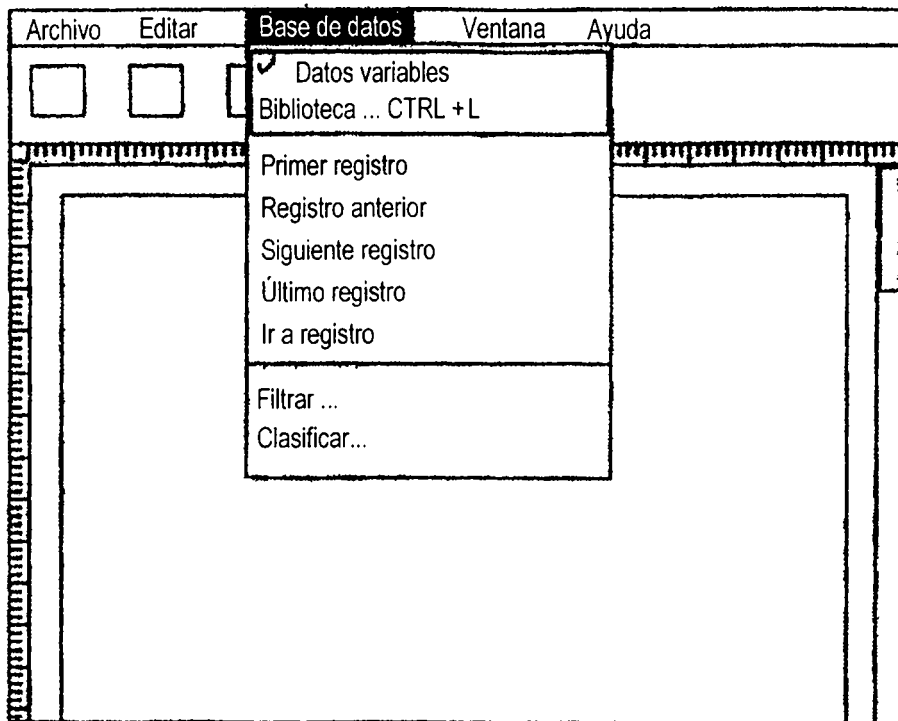 Archivo Editar Base de datos Ventana Ayuda
Datos variables
Biblioteca ... CTRL +L
Primer registro
Registro anterior
Siguiente registro
Último registro
Ir a registro
Filtrar ...
Clasificar...